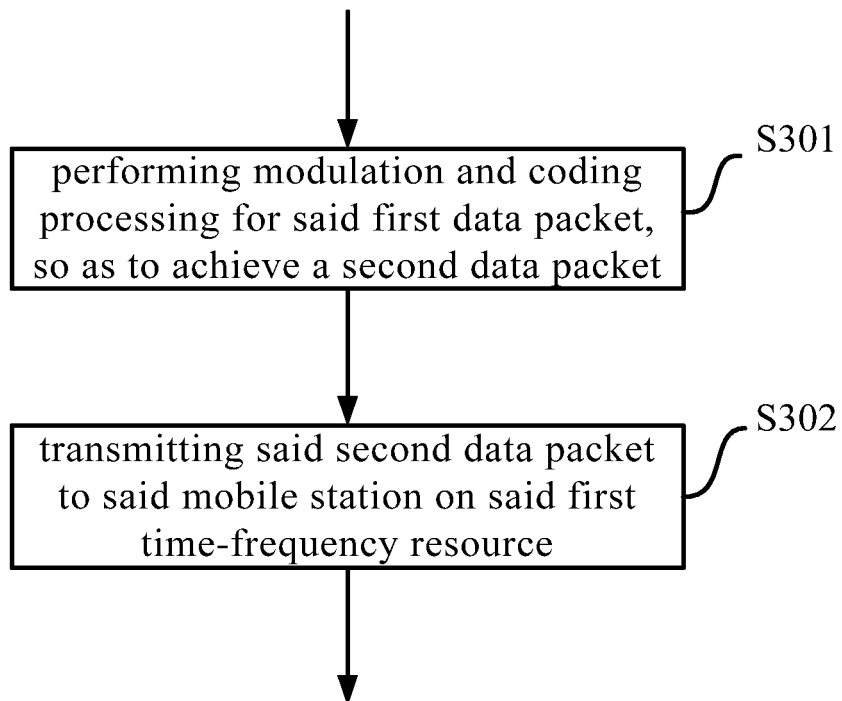 S301
performing modulation and coding
processing for said first data packet,
so as to achieve a second data packet
S302
transmitting said second data packet
to said mobile station on said first
time-frequency resource